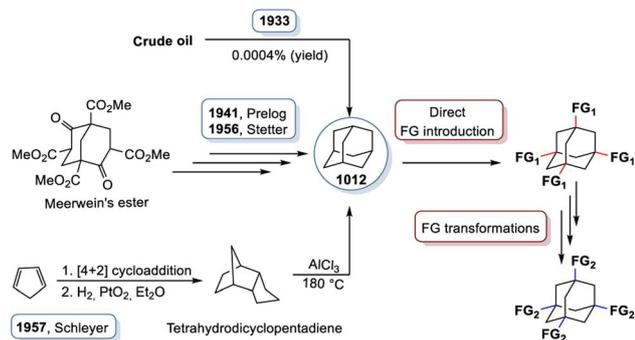 1933
Crude oil
0.0004% (yield)
CO₂Me
O
MeO₂C
CO₂Me
MeO₂C
O
Meerwein's ester
1941, Prelog
1956, Stetter
1012
Direct
FG introduction
FG₁
FG₁
FG₁
FG₁
FG transformations
FG₂
FG₂
FG₂
FG₂
1. [4+2] cycloaddition
2. H₂, PtO₂, Et₂O
AlCl₃
180 °C
1957, Schleyer
Tetrahydrodicyclopentadiene